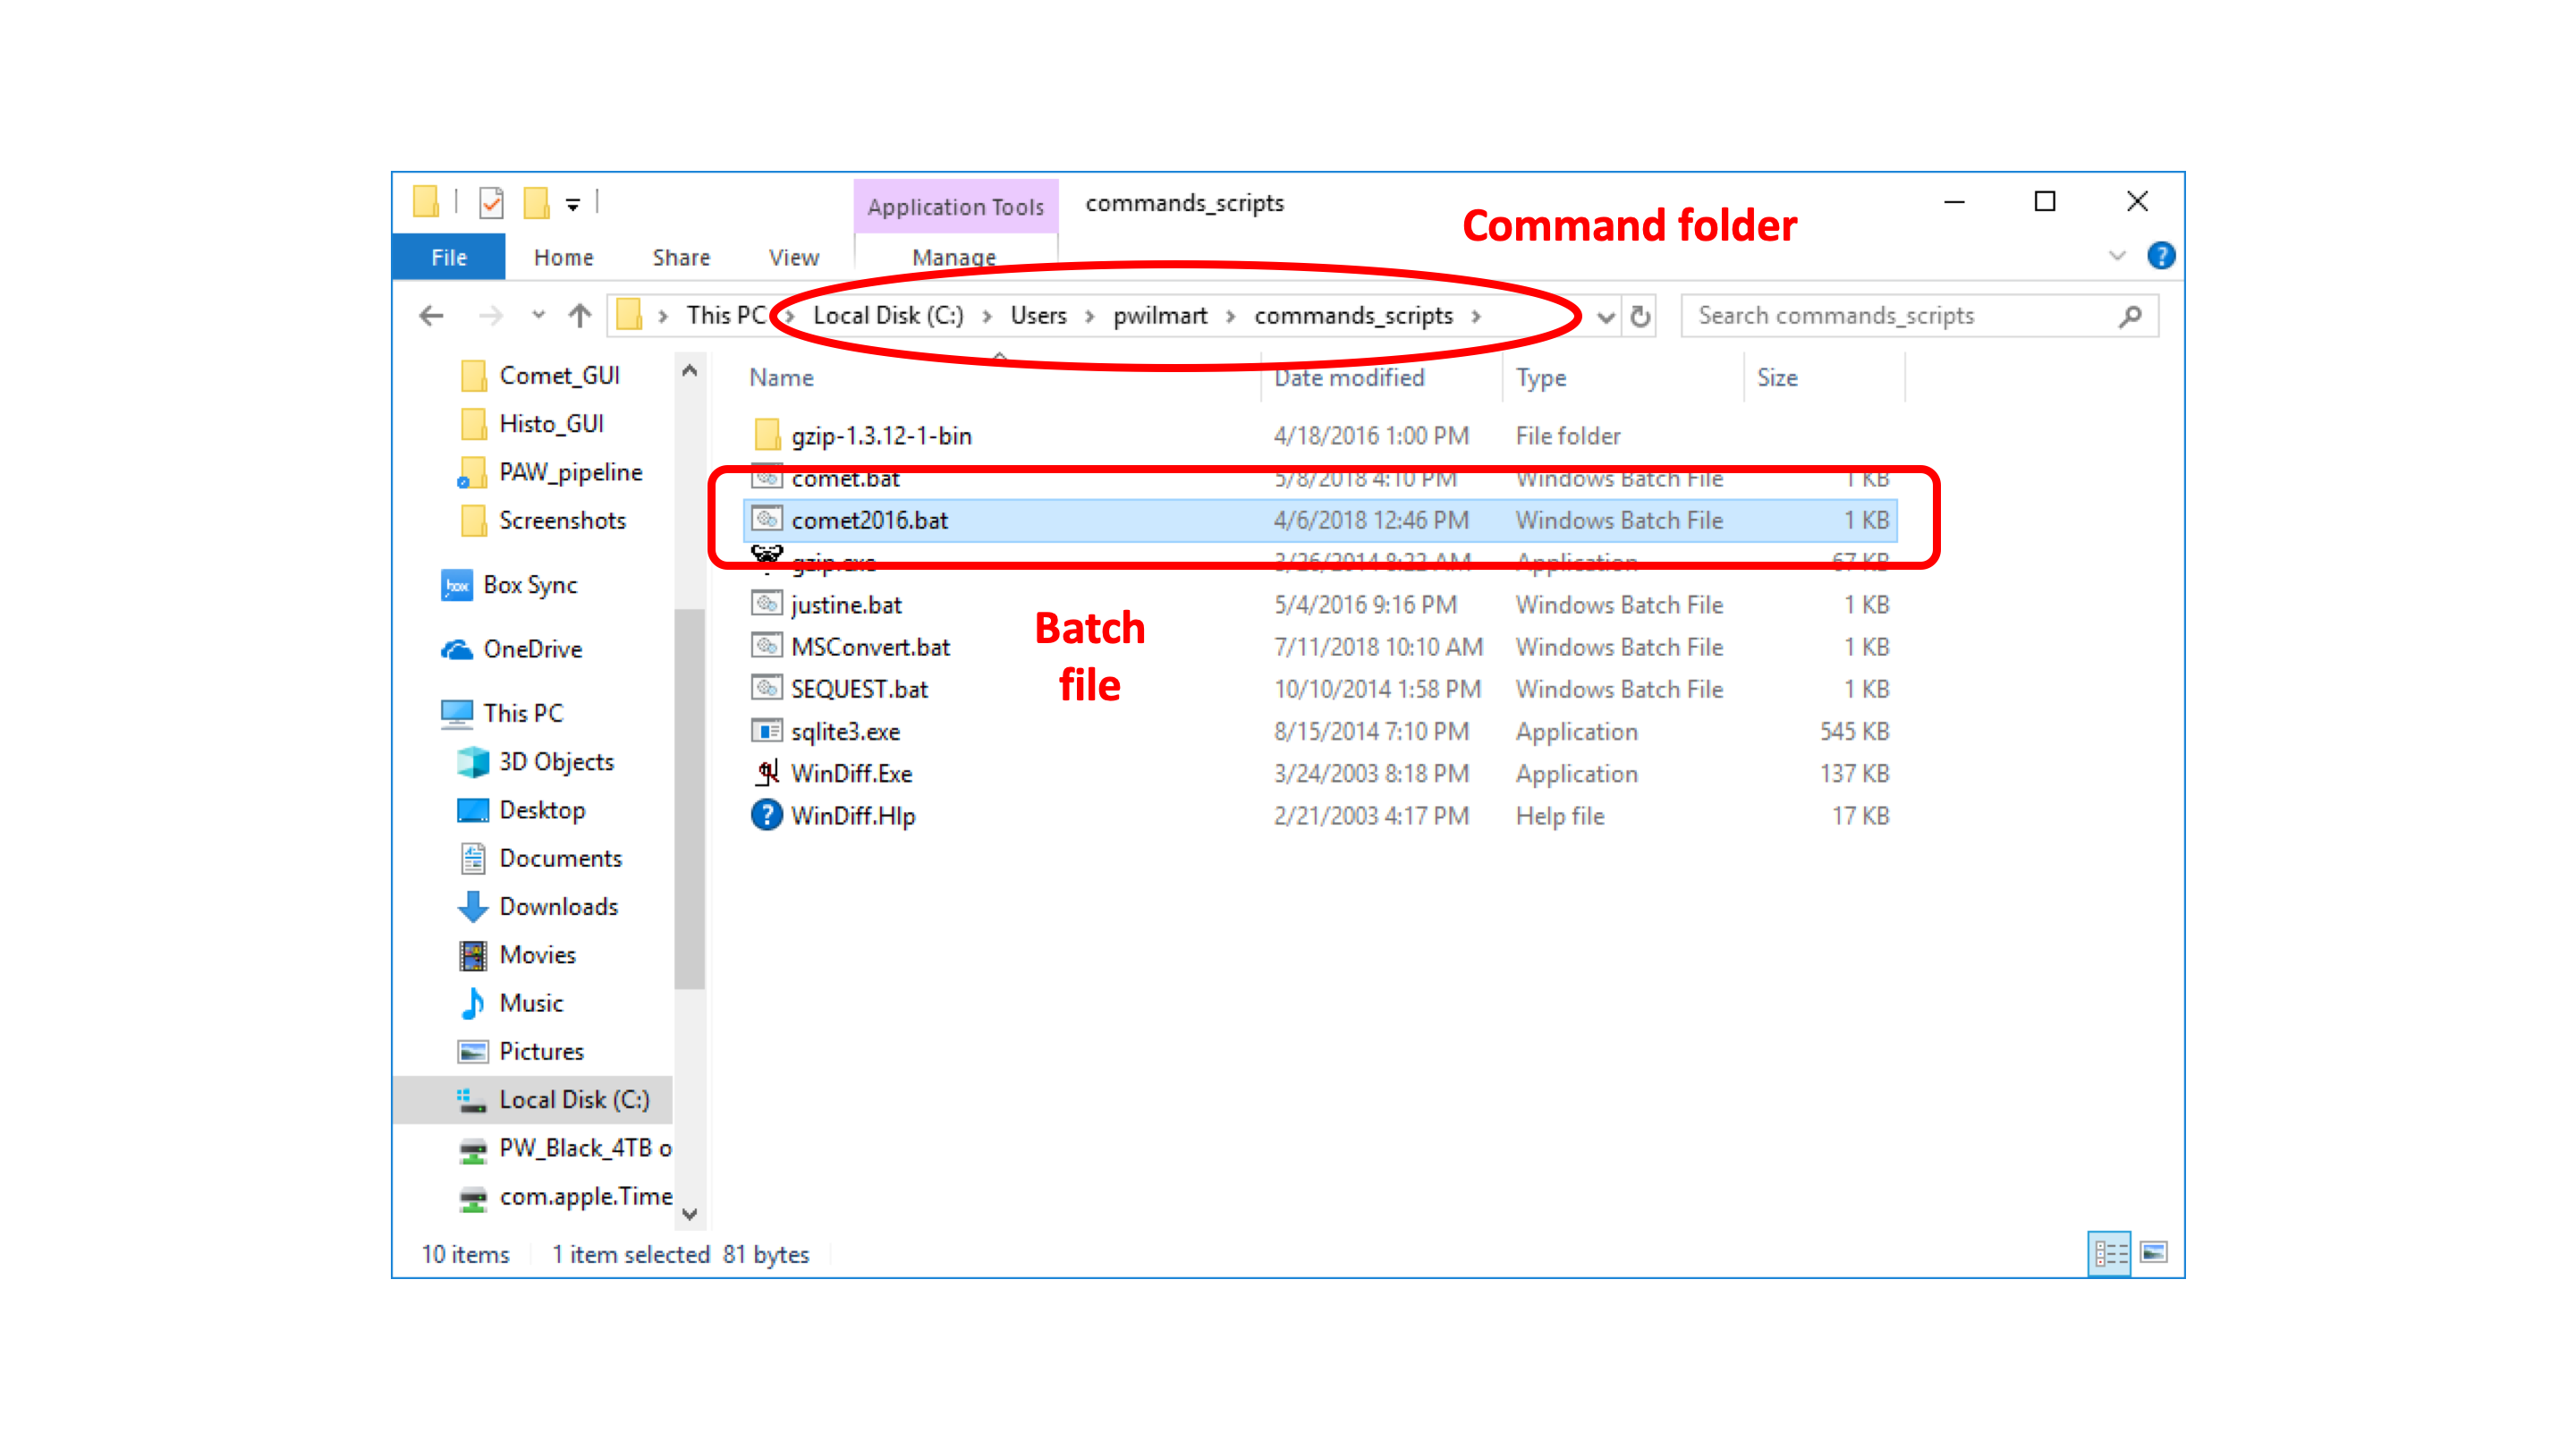 Application Tools commands_scripts
Command folder
File Home Share View Manage
This PC Local Disk (C:) Users pwilmart commands_scripts Search commands_scripts
Name Date modified Type Size
gzip-1.3.12-1-bin 4/18/2016 1:00 PM File folder
comet.bat 5/8/2018 4:10 PM Windows Batch File 1 KB
comet2016.bat 4/6/2018 12:46 PM Windows Batch File 1 KB
gzip.exe 3/26/2014 8:22 AM Application 67 KB
justine.bat 5/4/2016 9:16 PM Windows Batch File 1 KB
MSConvert.bat 7/11/2018 10:10 AM Windows Batch File 1 KB
SEQUEST.bat 10/10/2014 1:58 PM Windows Batch File 1 KB
sqlite3.exe 8/15/2014 7:10 PM Application 545 KB
WinDiff.Exe 3/24/2003 8:18 PM Application 137 KB
WinDiff.Hlp 2/21/2003 4:17 PM Help file 17 KB
Batch
file
Comet_GUI
Histo_GUI
PAW_pipeline
Screenshots
box Box Sync
OneDrive
This PC
3D Objects
Desktop
Documents
Downloads
Movies
Music
Pictures
Local Disk (C:)
PW_Black_4TB o
com.apple.Time
10 items 1 item selected 81 bytes